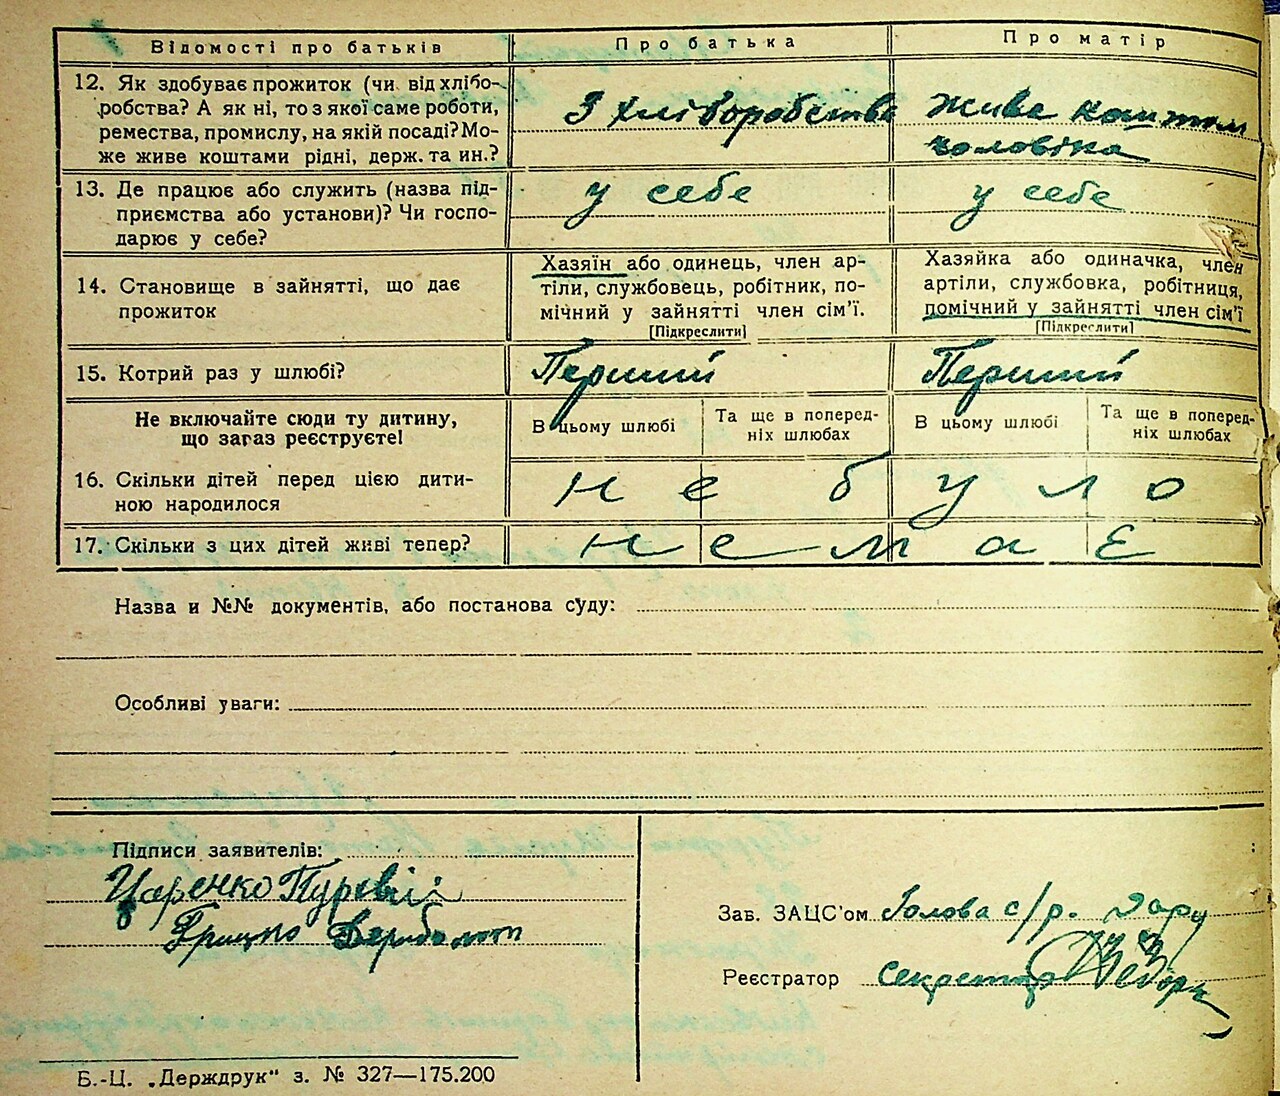 Відомості про батьків Про батька Про матір
12. Як здобуває прожиток (чи від хлібо-
робства? А як ні, то з якої саме роботи,
ремества, промислу, на якій посаді? Мо-
же живе коштами рідні, держ. та ин.?
З хліборобства
Живе коштом
чоловіка
13. Де працює або служить (назва під-
приємства або установи)? Чи госпо-
дарює у себе?
у себе
у себе
14. Становище в зайнятті, що дає
прожиток
Хазяїн або одинець, член ар-
тіли, службовець, робітник, по-
мічний у зайнятті член сім'ї.
[Підкреслити]
Хазяйка або одиначка, член
артіли, службовка, робітниця,
помічний у зайнятті член сім'ї
[Підкреслити]
15. Котрий раз у шлюбі?
Перший
Перший
Не включайте сюди ту дитину,
що загаз реєструєте!
В цьому шлюбі
Та ще в поперед-
ніх шлюбах
В цьому шлюбі
Та ще в поперед-
ніх шлюбах
16. Скільки дітей перед цією дити-
ною народилося
не було
17. Скільки з цих дітей живі тепер?
немає
Назва и №№ документів, або постанова суду:
Особливі уваги:
Підписи заявителів:
Царенко
Грицко
Зав. ЗАЦС'ом Голова с/р.
Реєстратор секретар
Б.-Ц. „Держдрук" з. № 327—175.200